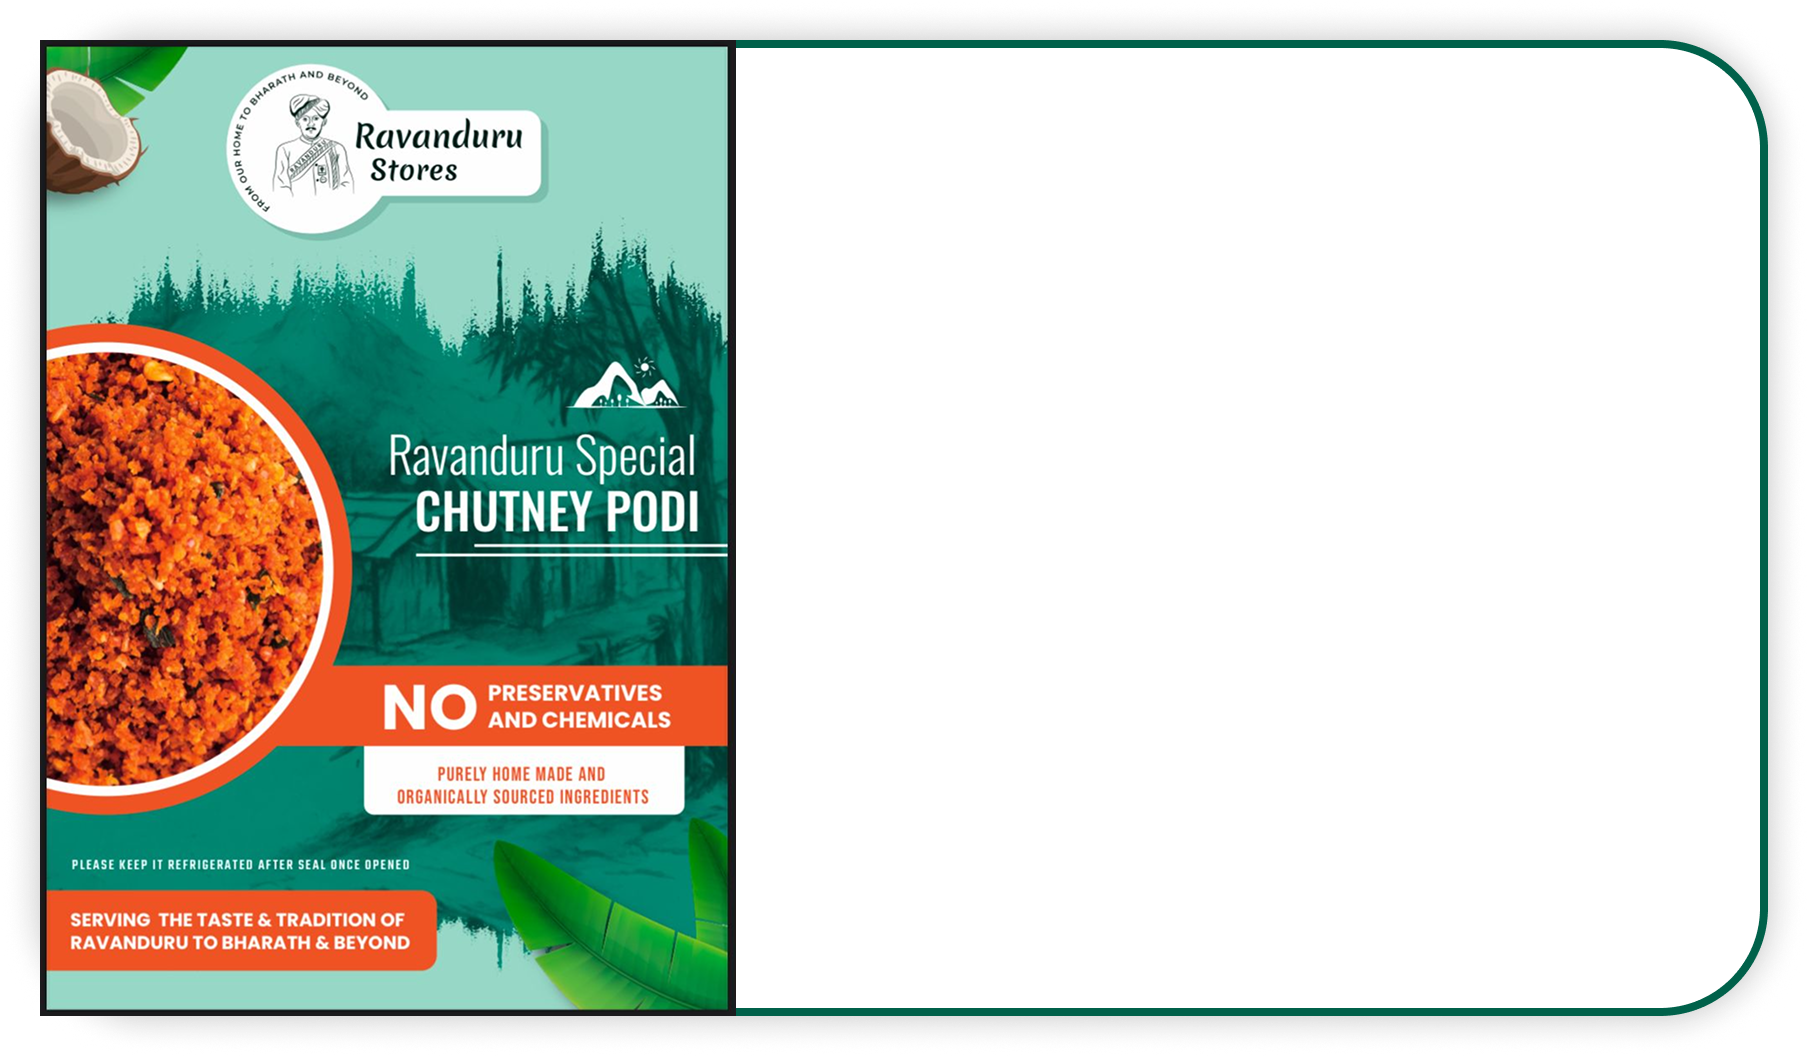 FROM OUR HOME TO BHARATH AND BEYOND
RAVANDURU
Ravanduru
Stores
Ravanduru Special
CHUTNEY PODI
NO PRESERVATIVES
AND CHEMICALS
PURELY HOME MADE AND
ORGANICALLY SOURCED INGREDIENTS
PLEASE KEEP IT REFRIGERATED AFTER SEAL ONCE OPENED
SERVING THE TASTE & TRADITION OF
RAVANDURU TO BHARATH & BEYOND